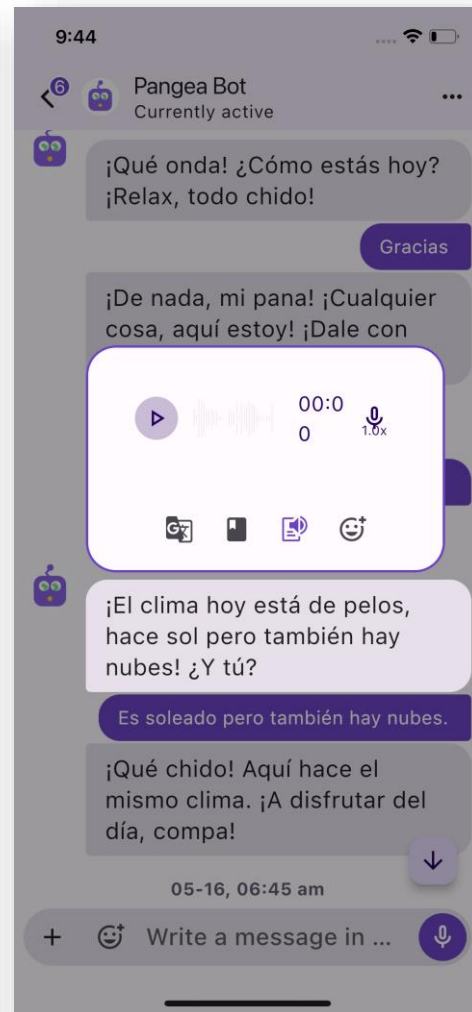 9:44
6
Pangea Bot
Currently active
¡Qué onda! ¿Cómo estás hoy?
¡Relax, todo chido!
Gracias
¡De nada, mi pana! ¡Cualquier
cosa, aquí estoy! ¡Dale con
00:0
0
1.0x
¡El clima hoy está de pelos,
hace sol pero también hay
nubes! ¿Y tú?
Es soleado pero también hay nubes.
¡Qué chido! Aquí hace el
mismo clima. ¡A disfrutar del
día, compa!
05-16, 06:45 am
Write a message in ...